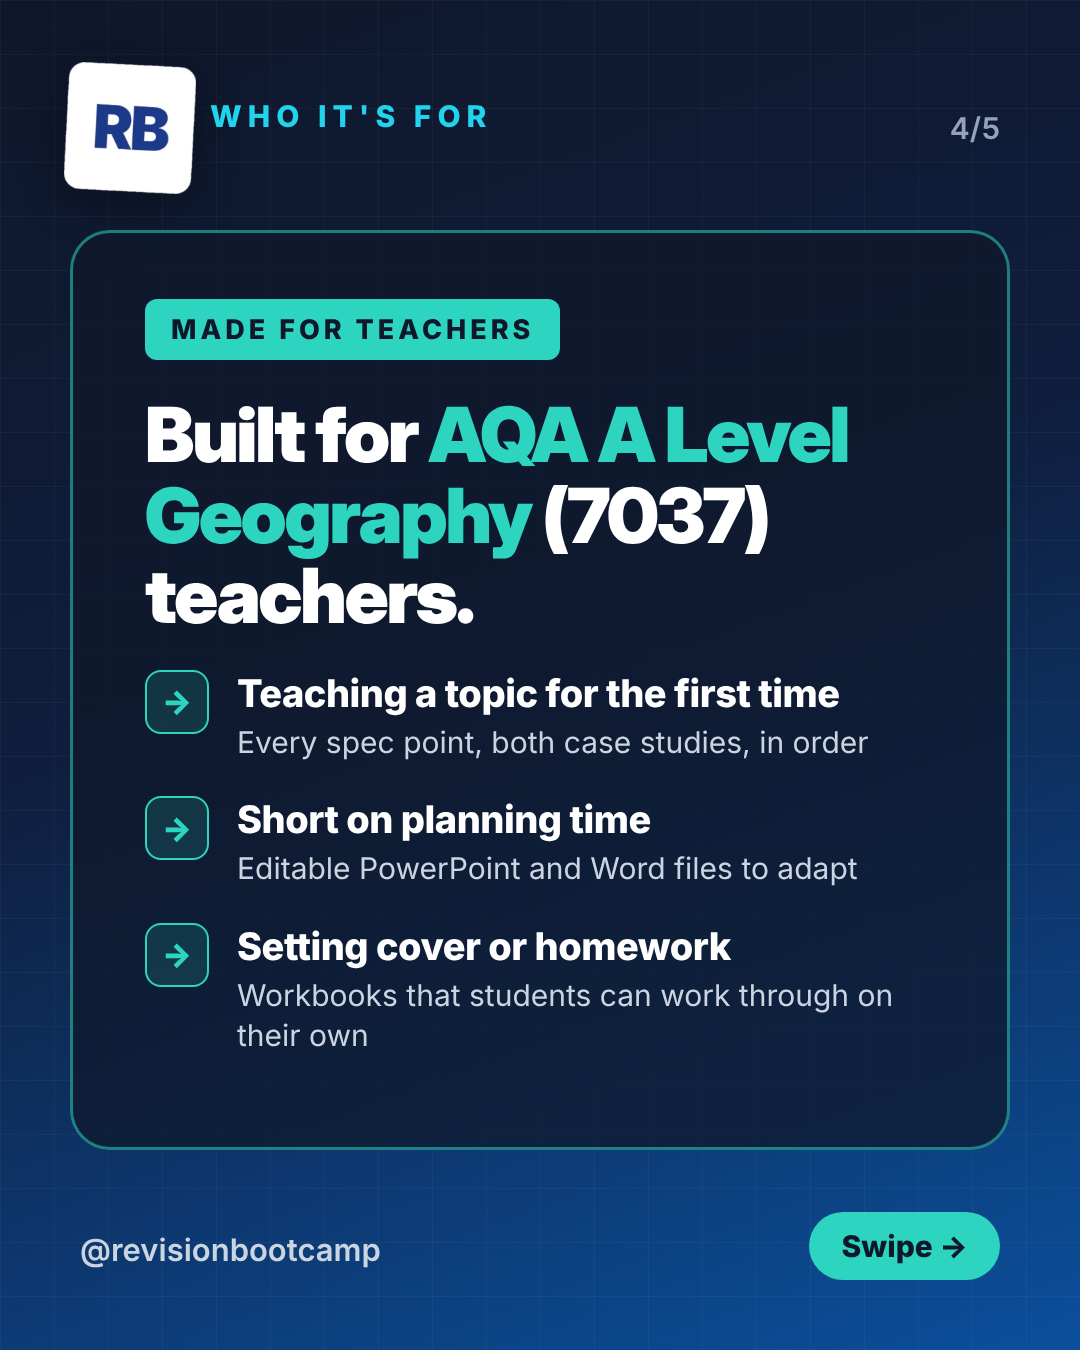 RB
WHO IT'S FOR
4/5
MADE FOR TEACHERS
Built for AQA A Level
Geography (7037)
teachers.
→ Teaching a topic for the first time
Every spec point, both case studies, in order
→ Short on planning time
Editable PowerPoint and Word files to adapt
→ Setting cover or homework
Workbooks that students can work through on
their own
@revisionbootcamp
Swipe →